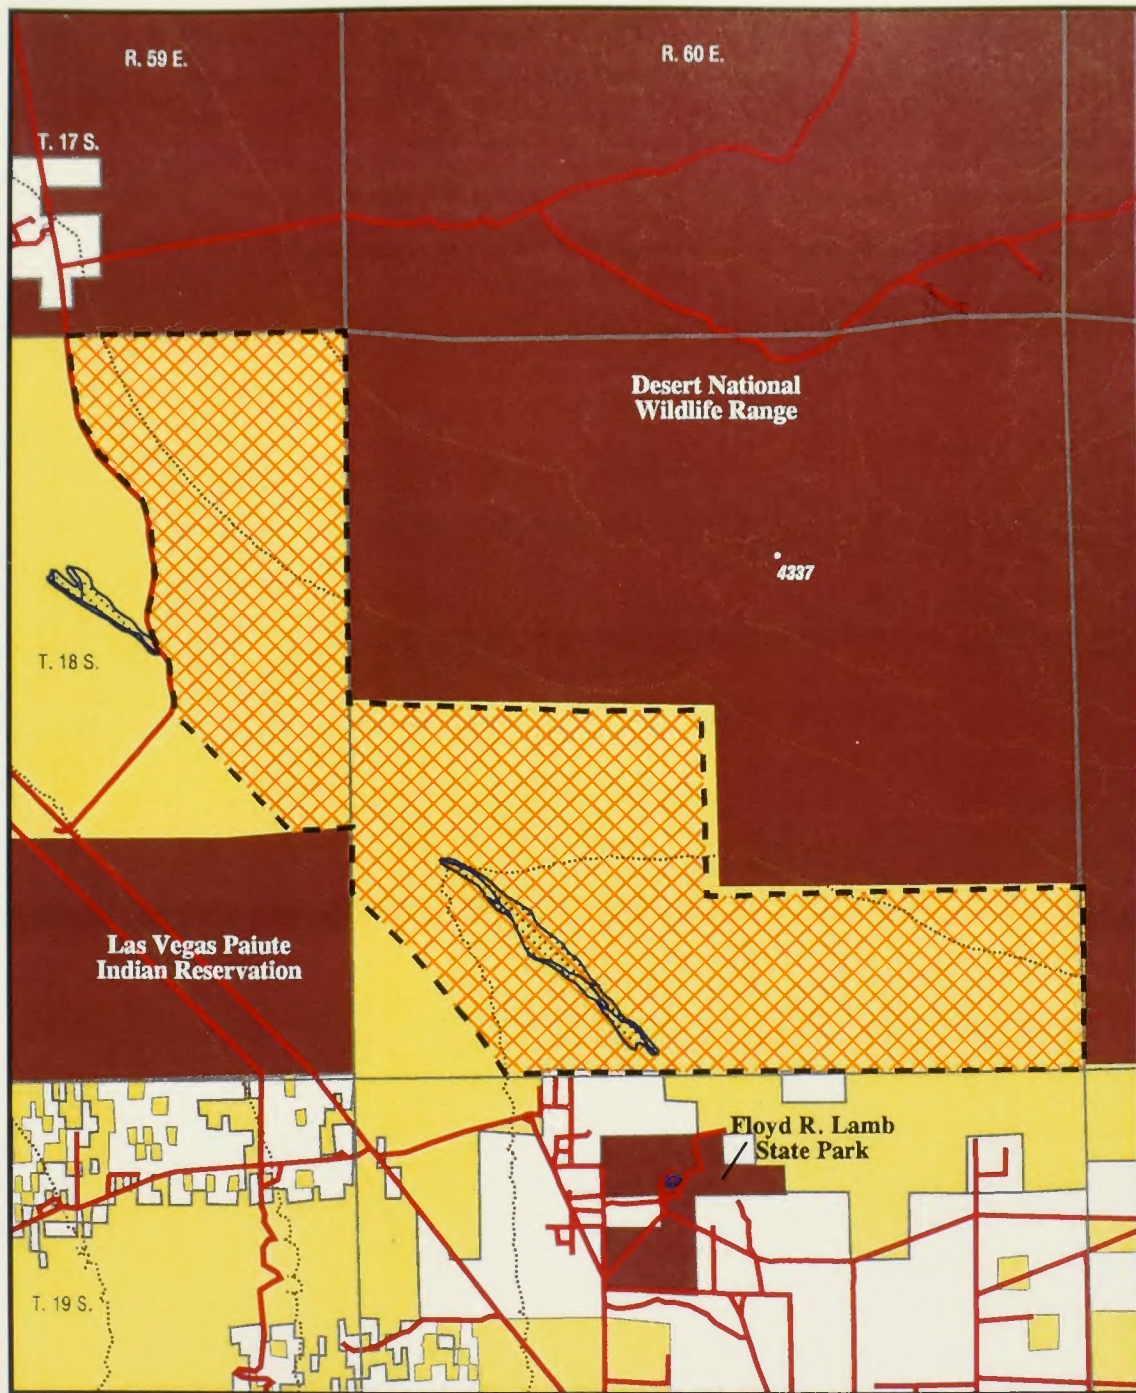 R. 59 E.
R. 60 E.
T. 17 S.
Desert National
Wildlife Range
4337
T. 18 S.
Las Vegas Paiute
Indian Reservation
Floyd R. Lamb
State Park
T. 19 S.